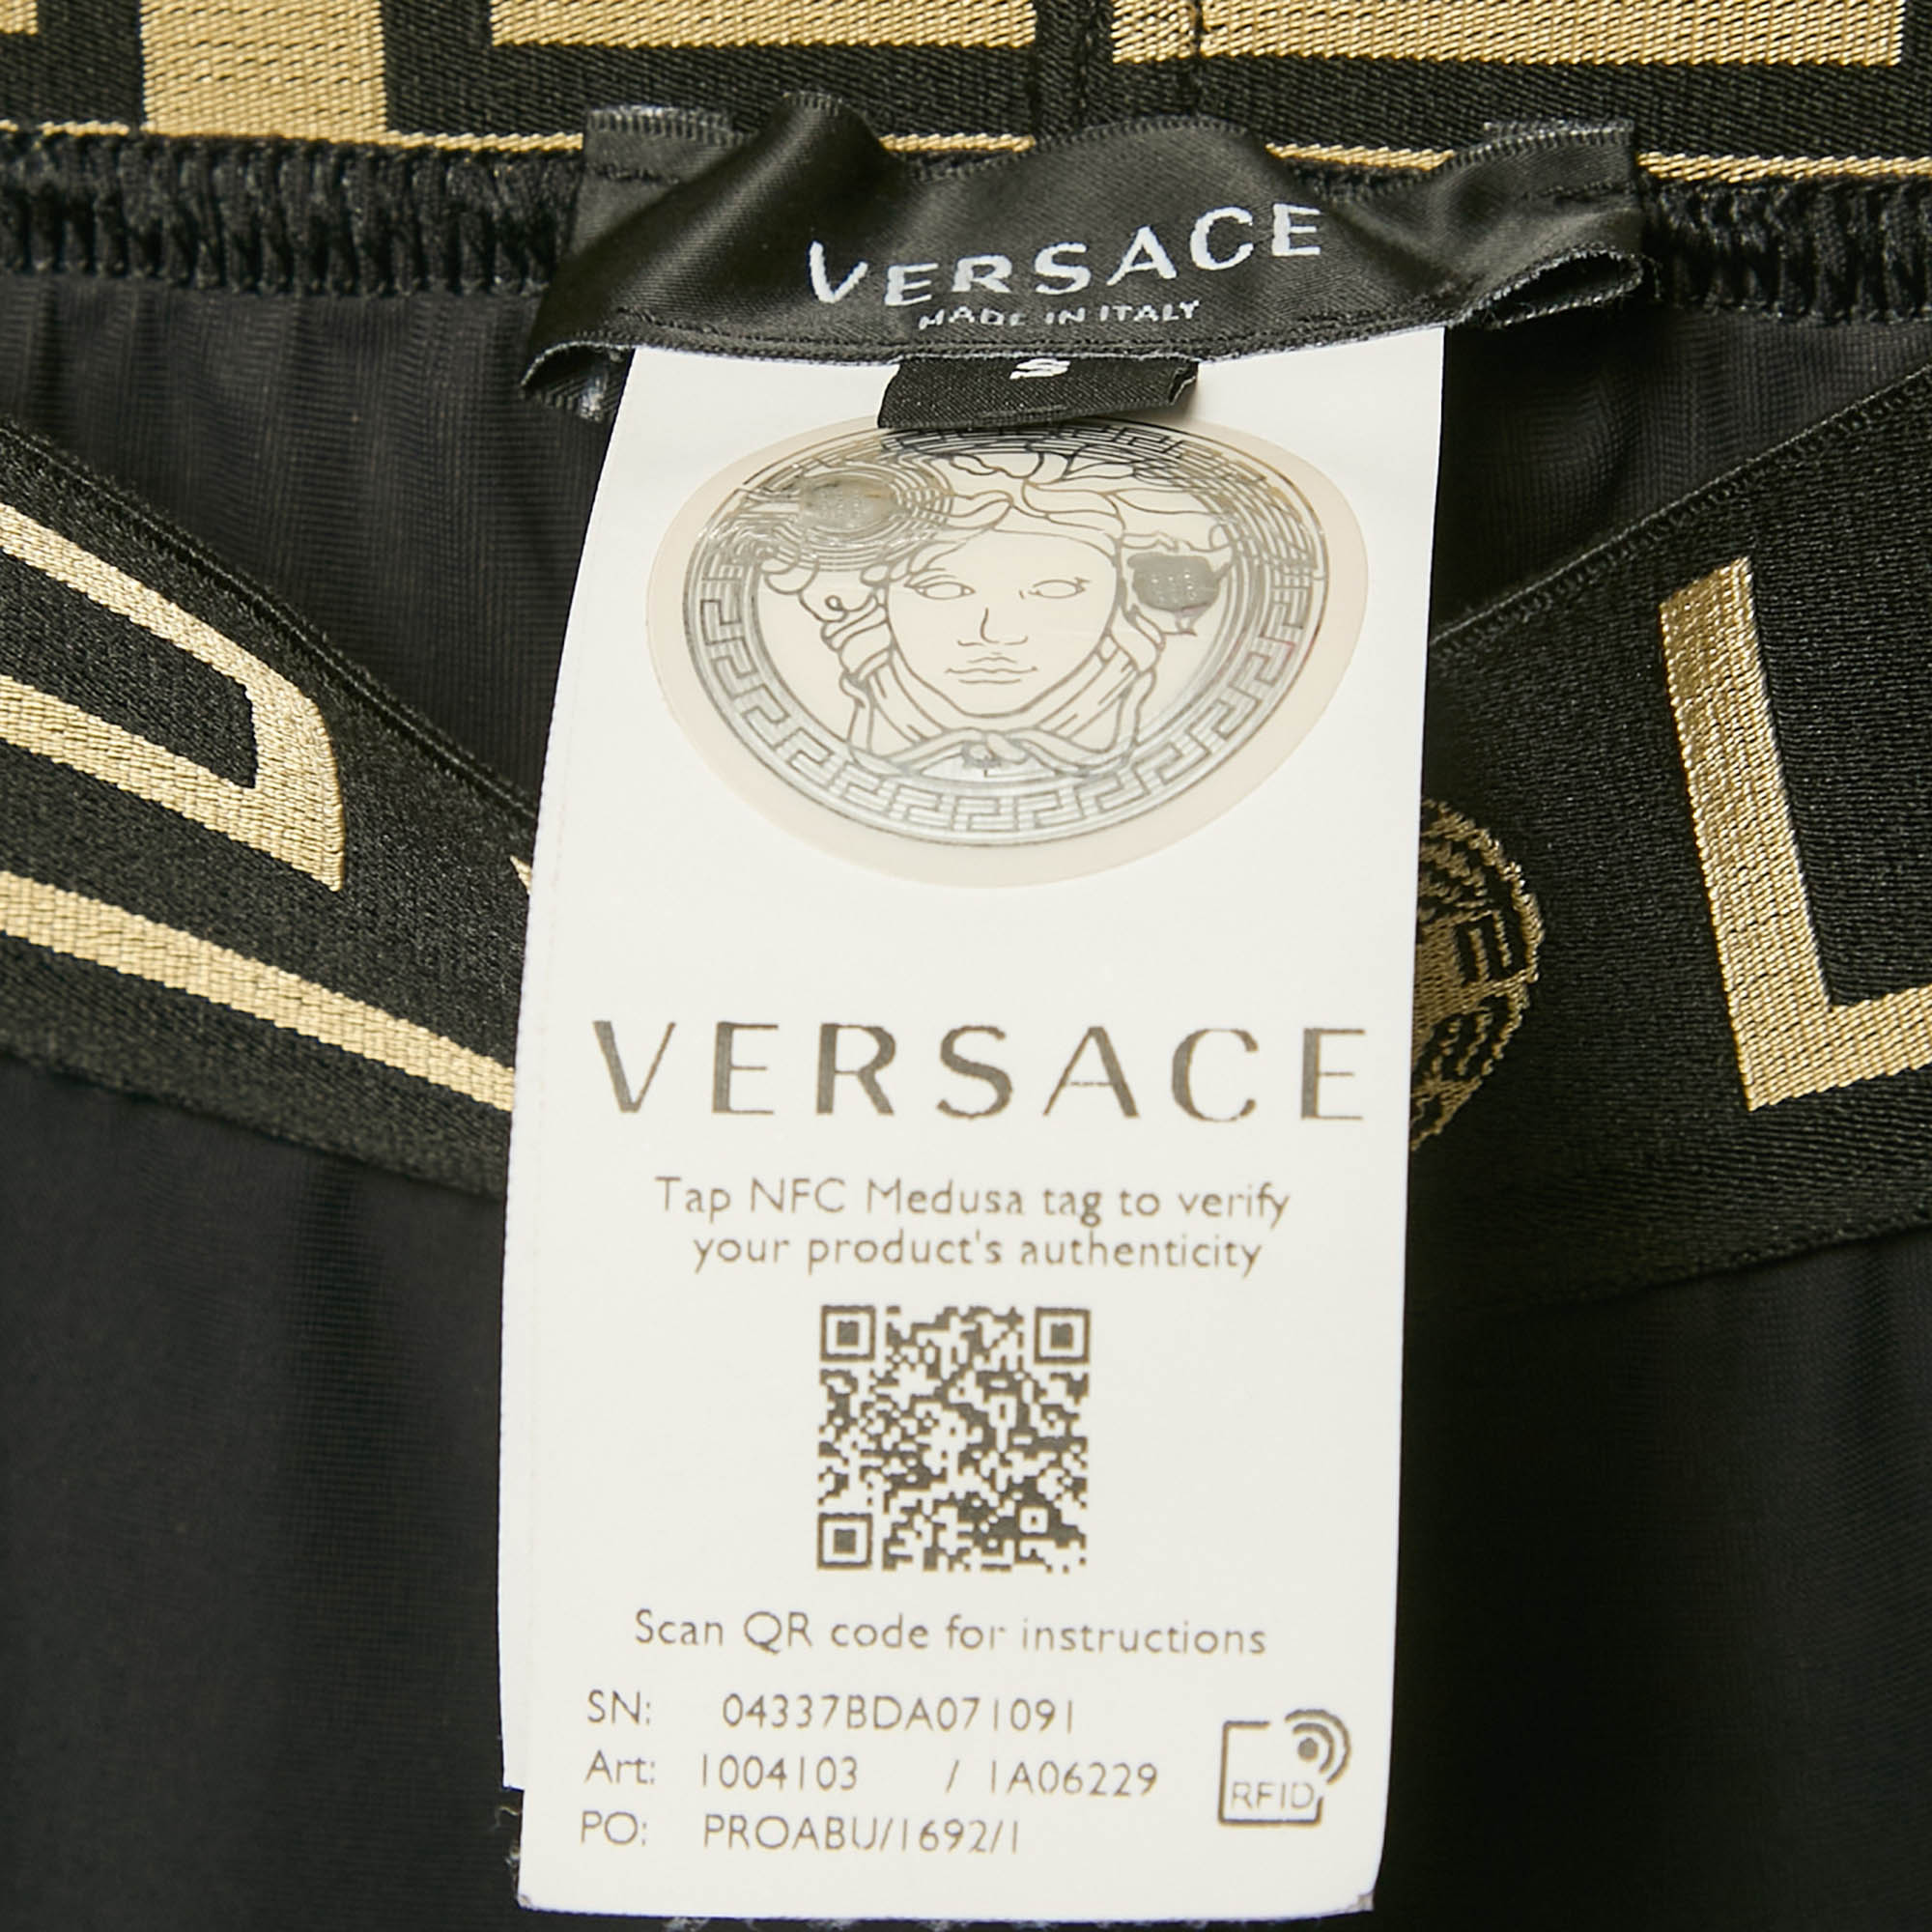 VERSACE
MADE IN ITALY
S
VERSACE
Tap NFC Medusa tag to verify
your product's authenticity
Scan QR code for instructions
SN: 04337BDA071091
Art: 1004103 / 1A06229
PO: PROABU/1692/1
RFID